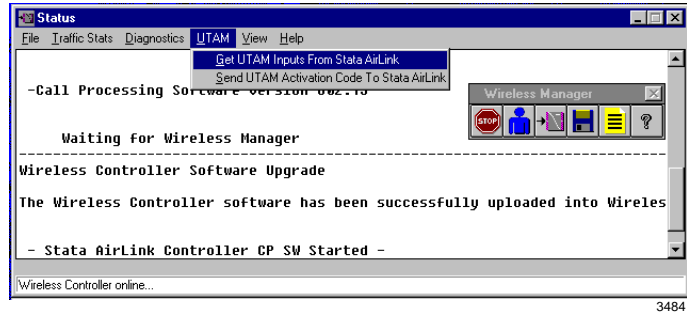 Status
File Traffic Stats Diagnostics UTAM View Help
Get UTAM Inputs From Stata AirLink
Send UTAM Activation Code To Stata AirLink
-Call Processing Software Version
Wireless Manager
STOP
?
Waiting for Wireless Manager
Wireless Controller Software Upgrade
The Wireless Controller software has been successfully uploaded into Wireles
- Stata AirLink Controller CP SW Started -
Wireless Controller online...
3484